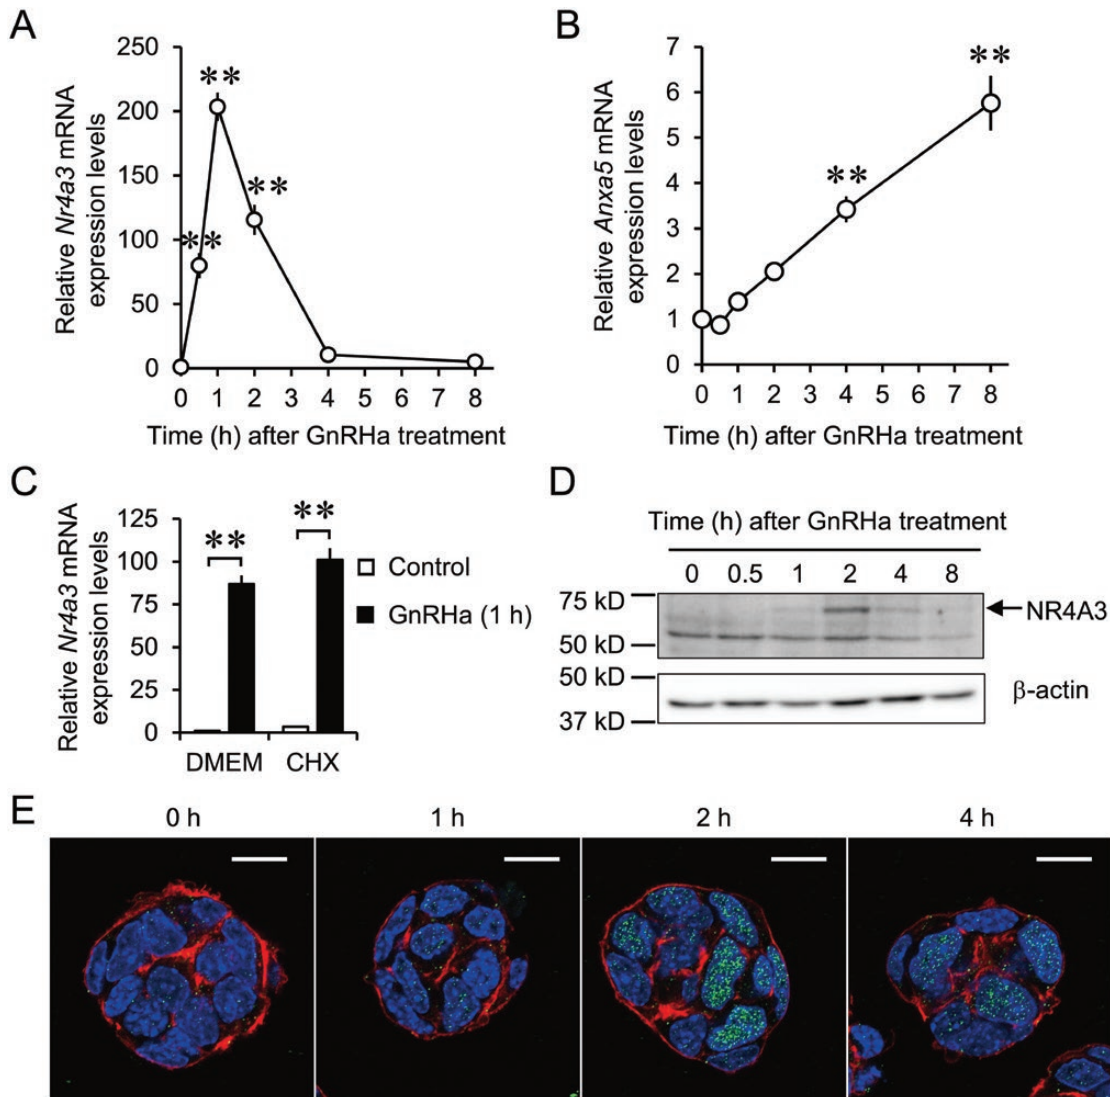 A
Relative Nr4a3 mRNA
expression levels
250
200
150
100
50
0
**
**
**
0 1 2 3 4 5 6 7 8
Time (h) after GnRHa treatment
B
Relative Anxa5 mRNA
expression levels
7
6
5
4
3
2
1
0
**
**
0 1 2 3 4 5 6 7 8
Time (h) after GnRHa treatment
C
Relative Nr4a3 mRNA
expression levels
125
100
75
50
25
0
**
**
Control
GnRHa (1 h)
DMEM CHX
D
Time (h) after GnRHa treatment
0 0.5 1 2 4 8
75 kD
NR4A3
50 kD
50 kD
β-actin
37 kD
E
0 h 1 h 2 h 4 h